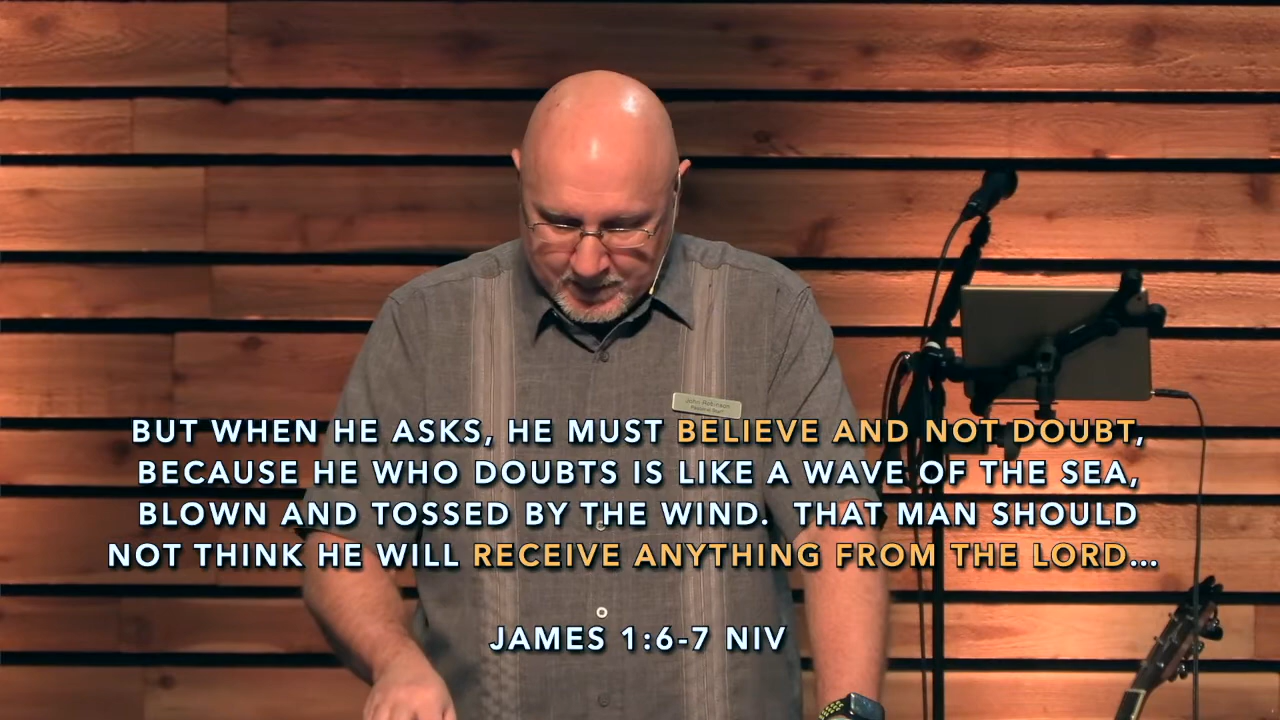 John Robinson
BUT WHEN HE ASKS, HE MUST BELIEVE AND NOT DOUBT,
BECAUSE HE WHO DOUBTS IS LIKE A WAVE OF THE SEA,
BLOWN AND TOSSED BY THE WIND.  THAT MAN SHOULD
NOT THINK HE WILL RECEIVE ANYTHING FROM THE LORD...
JAMES 1:6-7 NIV